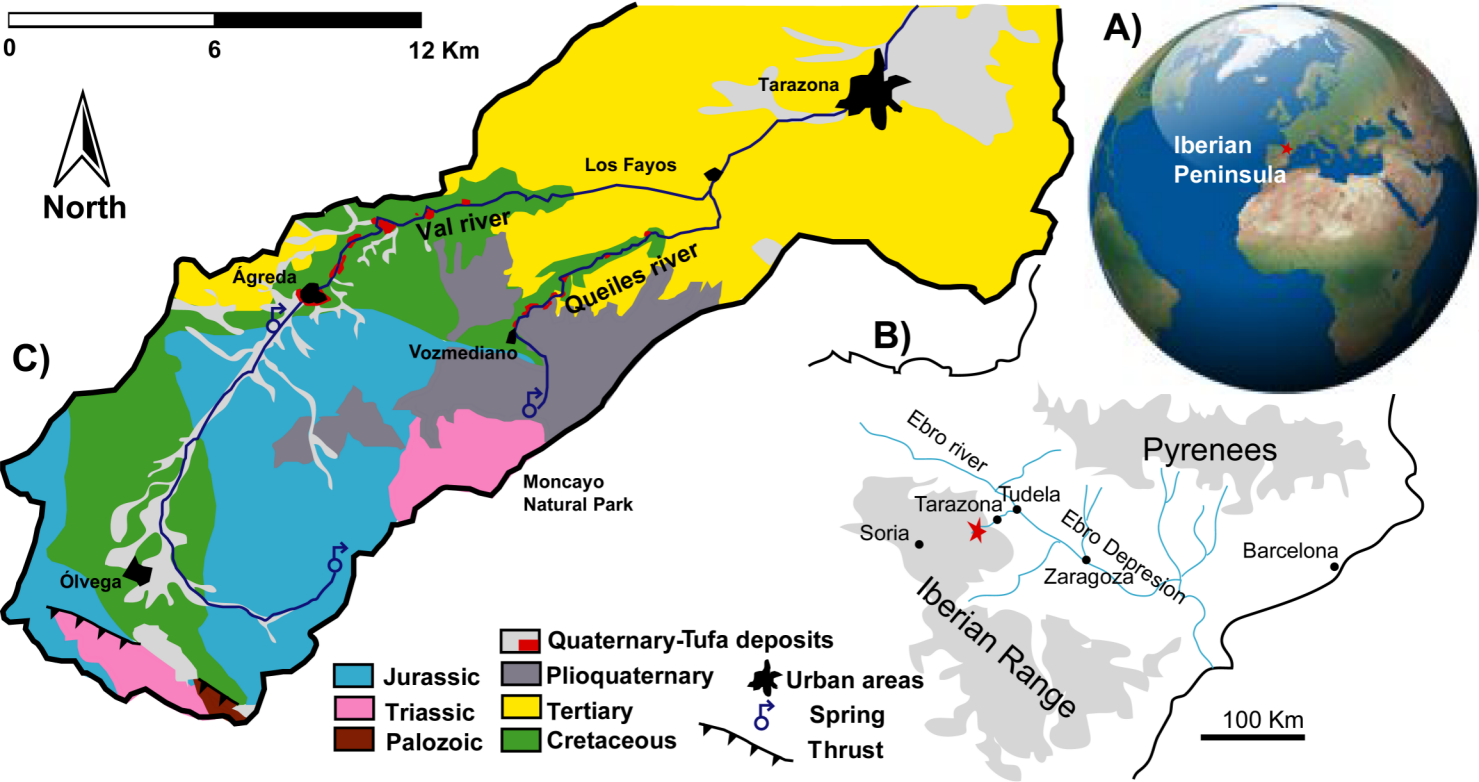 0
6
12 Km
North
C)
Tarazona
Los Fayos
Val river
Ágreda
Queiles river
Vozmediano
Moncayo
Natural Park
Ólvega
Quaternary-Tufa deposits
Jurassic
Plioquaternary
Urban areas
Triassic
Tertiary
Spring
Palozoic
Cretaceous
Thrust
A)
Iberian
Peninsula
B)
Ebro river
Pyrenees
Tarazona
Tudela
Soria
Ebro Depresion
Zaragoza
Barcelona
Iberian Range
100 Km